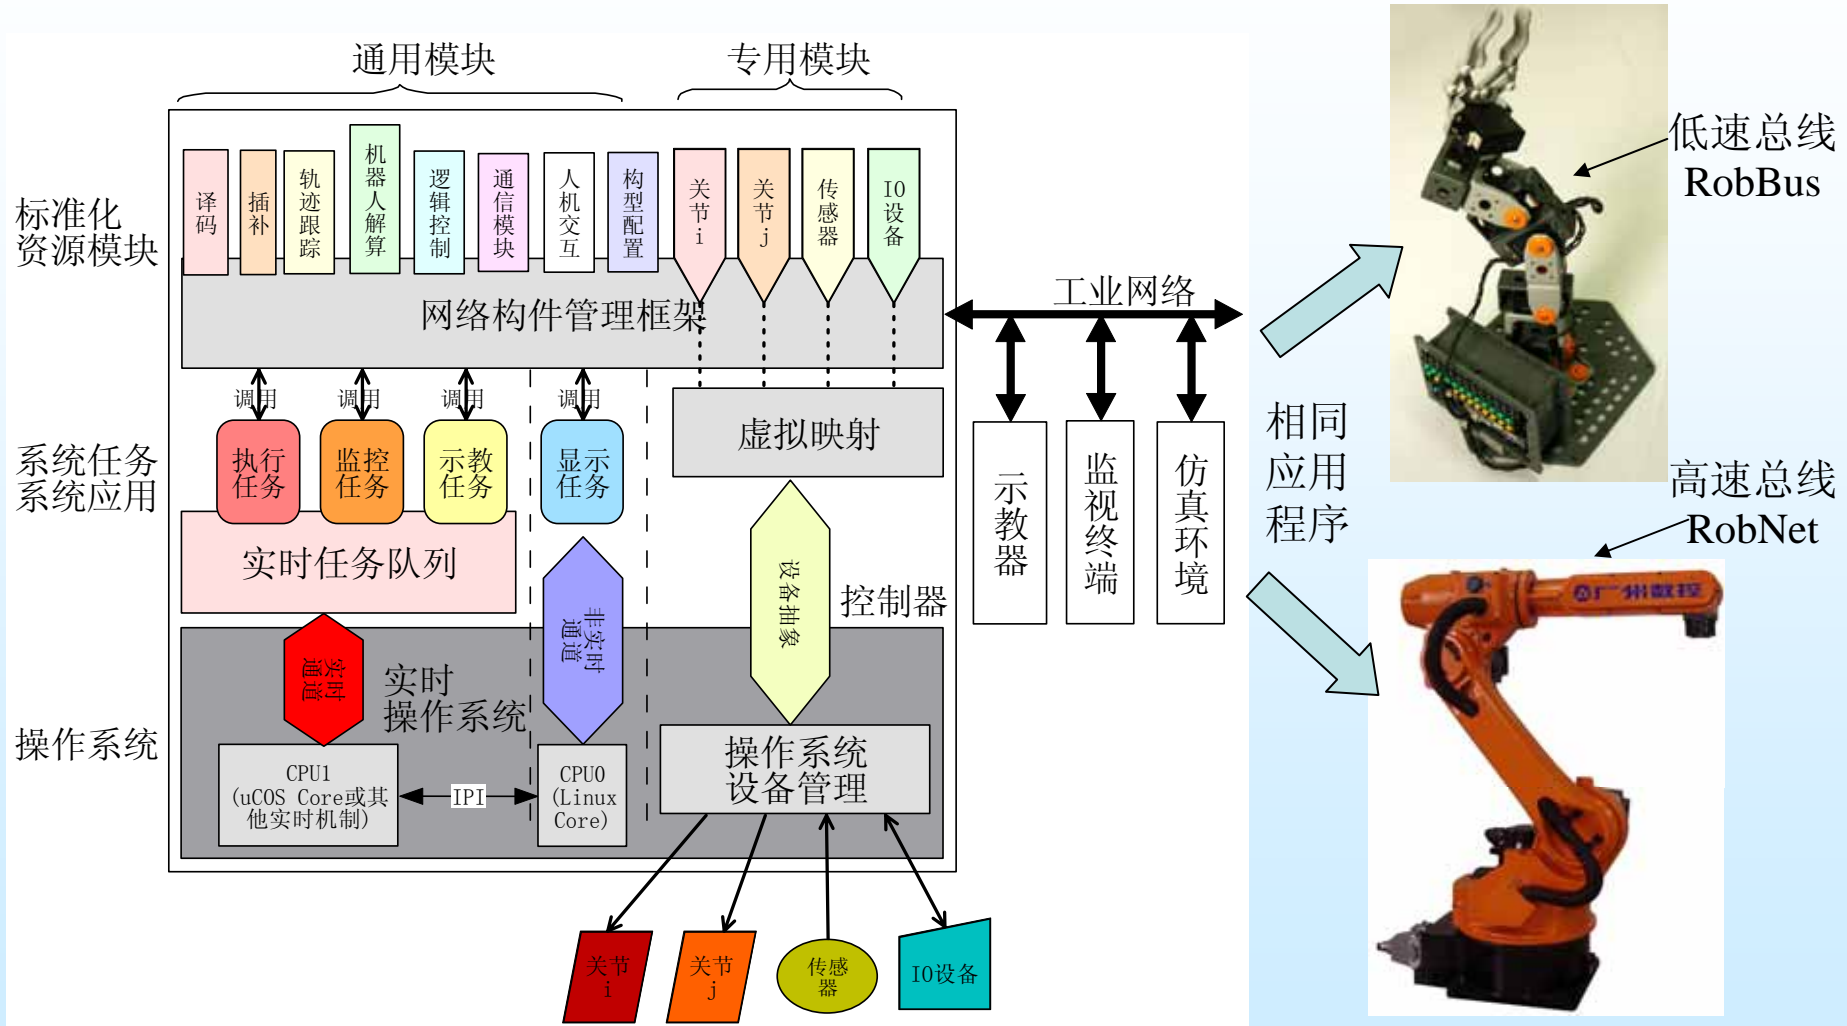 通用模块
专用模块
标准化
资源模块
译码
插补
轨迹跟踪
机器人解算
逻辑控制
通信模块
人机交互
构型配置
关节i
关节j
传感器
IO设备
网络构件管理框架
工业网络
调用
调用
调用
调用
系统任务
系统应用
执行
任务
监控
任务
示教
任务
显示
任务
虚拟映射
实时任务队列
设备抽象
控制器
示教器
监视终端
仿真环境
操作系统
实时
通道
实时
操作系统
非实时
通道
CPU1
(uCOS Core或其
他实时机制)
IPI
CPU0
(Linux
Core)
操作系统
设备管理
关节
i
关节
j
传感
器
IO设备
相同
应用
程序
低速总线
RobBus
高速总线
RobNet
广州数控